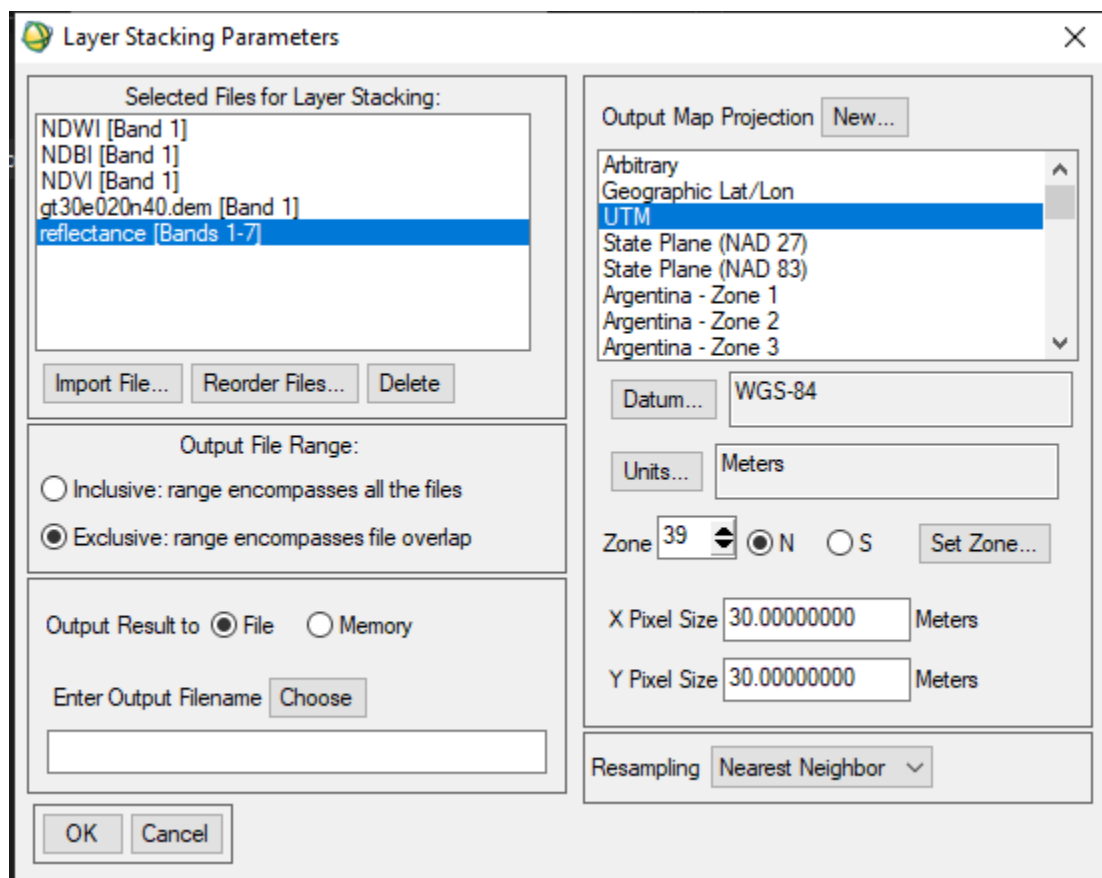 Layer Stacking Parameters
Selected Files for Layer Stacking:
NDWI [Band 1]
NDBI [Band 1]
NDVI [Band 1]
gt30e020n40.dem [Band 1]
reflectance [Bands 1-7]
Import File... Reorder Files... Delete
Output File Range:
Inclusive: range encompasses all the files
Exclusive: range encompasses file overlap
Output Result to File Memory
Enter Output Filename Choose
OK Cancel
Output Map Projection New...
Arbitrary
Geographic Lat/Lon
UTM
State Plane (NAD 27)
State Plane (NAD 83)
Argentina - Zone 1
Argentina - Zone 2
Argentina - Zone 3
Datum... WGS-84
Units... Meters
Zone 39 N S Set Zone...
X Pixel Size 30.00000000 Meters
Y Pixel Size 30.00000000 Meters
Resampling Nearest Neighbor